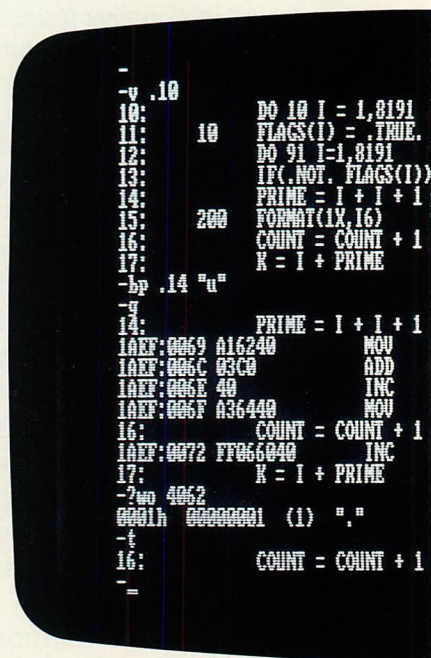 -
-v .10
10: DO 10 I = 1,8191
11: 10 FLAGS(I) = .TRUE.
12: DO 91 I=1,8191
13: IF(.NOT. FLAGS(I))
14: PRIME = I + I + 1
15: 200 FORMAT(1X,I6)
16: COUNT = COUNT + 1
17: K = I + PRIME
-bp .14 "u"
-g
14: PRIME = I + I + 1
1AEF:0069 A16240 MOV
1AEF:006C 03C0 ADD
1AEF:006E 40 INC
1AEF:006F A36440 MOV
16: COUNT = COUNT + 1
1AEF:0072 FF066040 INC
17: K = I + PRIME
-?wo 4062
0001h 00000001 (1) "."
-t
16: COUNT = COUNT + 1
-_